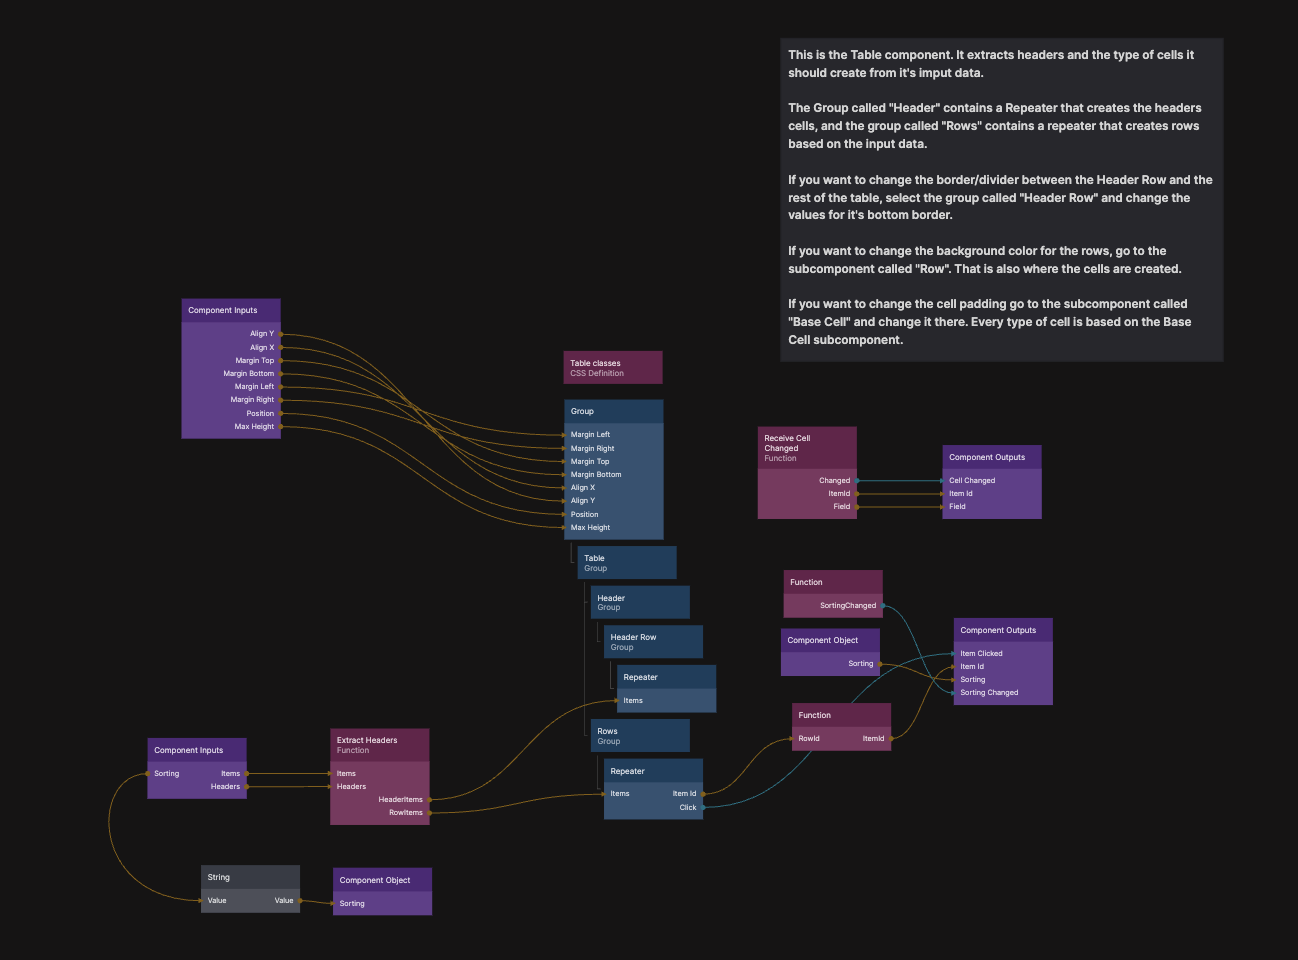 This is the Table component. It extracts headers and the type of cells it
should create from it's imput data.
The Group called "Header" contains a Repeater that creates the headers
cells, and the group called "Rows" contains a repeater that creates rows
based on the input data.
If you want to change the border/divider between the Header Row and the
rest of the table, select the group called "Header Row" and change the
values for it's bottom border.
If you want to change the background color for the rows, go to the
subcomponent called "Row". That is also where the cells are created.
If you want to change the cell padding go to the subcomponent called
"Base Cell" and change it there. Every type of cell is based on the Base
Cell subcomponent.
Component Inputs
Align Y
Align X
Margin Top
Margin Bottom
Margin Left
Margin Right
Position
Max Height
Table classes
CSS Definition
Group
Margin Left
Margin Right
Margin Top
Margin Bottom
Align X
Align Y
Position
Max Height
Table
Group
Header
Group
Header Row
Group
Repeater
Items
Rows
Group
Repeater
Items Item Id
Click
Receive Cell
Changed
Function
Changed
ItemId
Field
Component Outputs
Cell Changed
Item Id
Field
Function
SortingChanged
Component Object
Sorting
Component Outputs
Item Clicked
Item Id
Sorting
Sorting Changed
Function
RowId ItemId
Component Inputs
Sorting Items
Headers
Extract Headers
Function
Items
Headers
HeaderItems
RowItems
String
Value Value
Component Object
Sorting